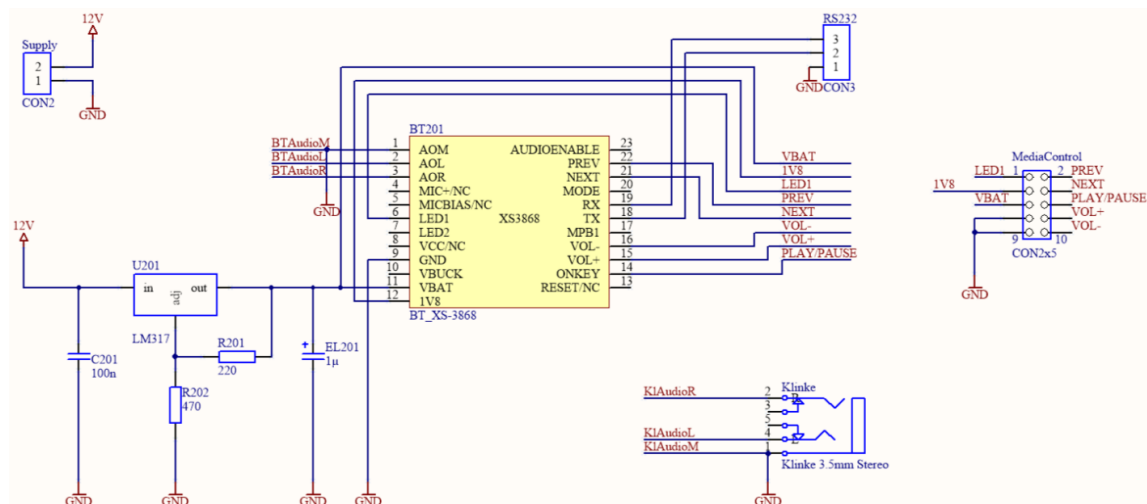 12V
Supply
2
1
CON2
GND
RS232
3
2
1
GND
CON3
BT201
BTAudioM
BTAudioL
BTAudioR
GND
1 AOM
2 AOL
3 AOR
4 MIC+/NC
5 MICBIAS/NC
6 LED1
7 LED2
8 VCC/NC
9 GND
10 VBUCK
11 VBAT
12 1V8
XS3868
AUDIOENABLE 23
PREV 22
NEXT 21
MODE 20
RX 19
TX 18
MPB1 17
VOL- 16
VOL+ 15
ONKEY 14
RESET/NC 13
BT_XS-3868
VBAT
1V8
LED1
PREV
NEXT
VOL-
VOL+
PLAY/PAUSE
MediaControl
LED1 1 2 PREV
1V8 NEXT
VBAT PLAY/PAUSE
VOL+
VOL-
9 10
CON2x5
GND
12V
U201
in out
adj
LM317
C201
100n
R201
220
R202
470
EL201
1µ
+
GND
GND
GND
GND
Klinke
KlAudioR 2
R
3
5
KlAudioL 4
L
KlAudioM 1
Klinke 3.5mm Stereo
GND